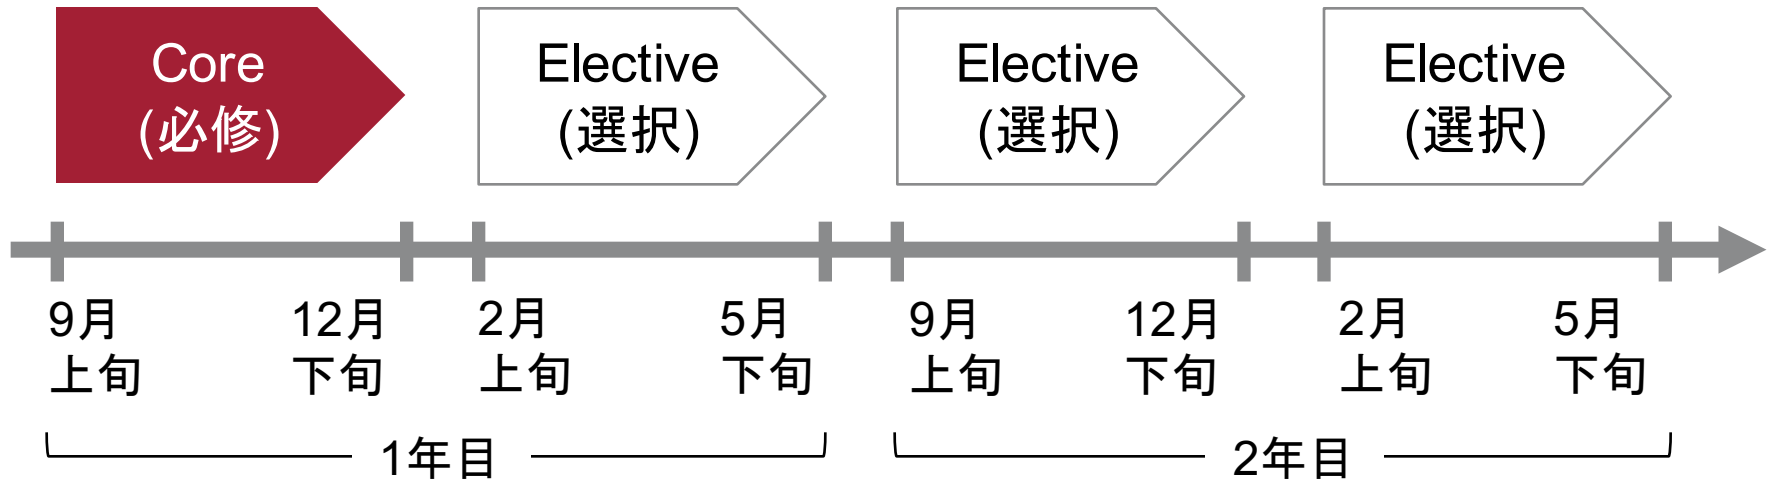 Core
(必修)
Elective
(選択)
Elective
(選択)
Elective
(選択)
9月
上旬
12月
下旬
2月
上旬
5月
下旬
9月
上旬
12月
下旬
2月
上旬
5月
下旬
1年目
2年目